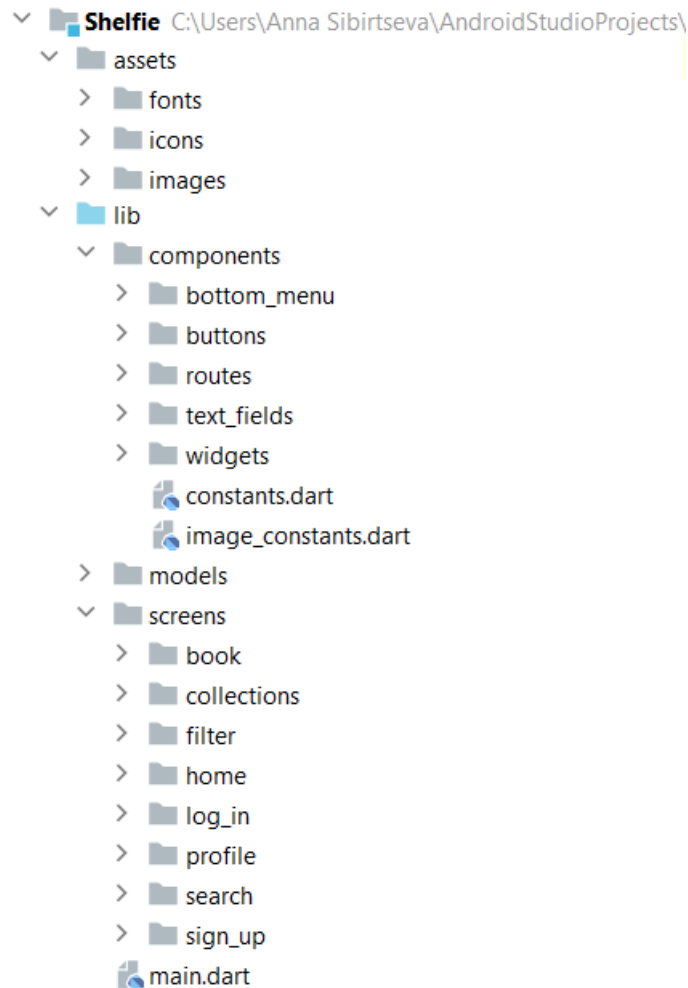 Shelfie C:\Users\Anna Sibirtseva\AndroidStudioProjects\
assets
fonts
icons
images
lib
components
bottom_menu
buttons
routes
text_fields
widgets
constants.dart
image_constants.dart
models
screens
book
collections
filter
home
log_in
profile
search
sign_up
main.dart